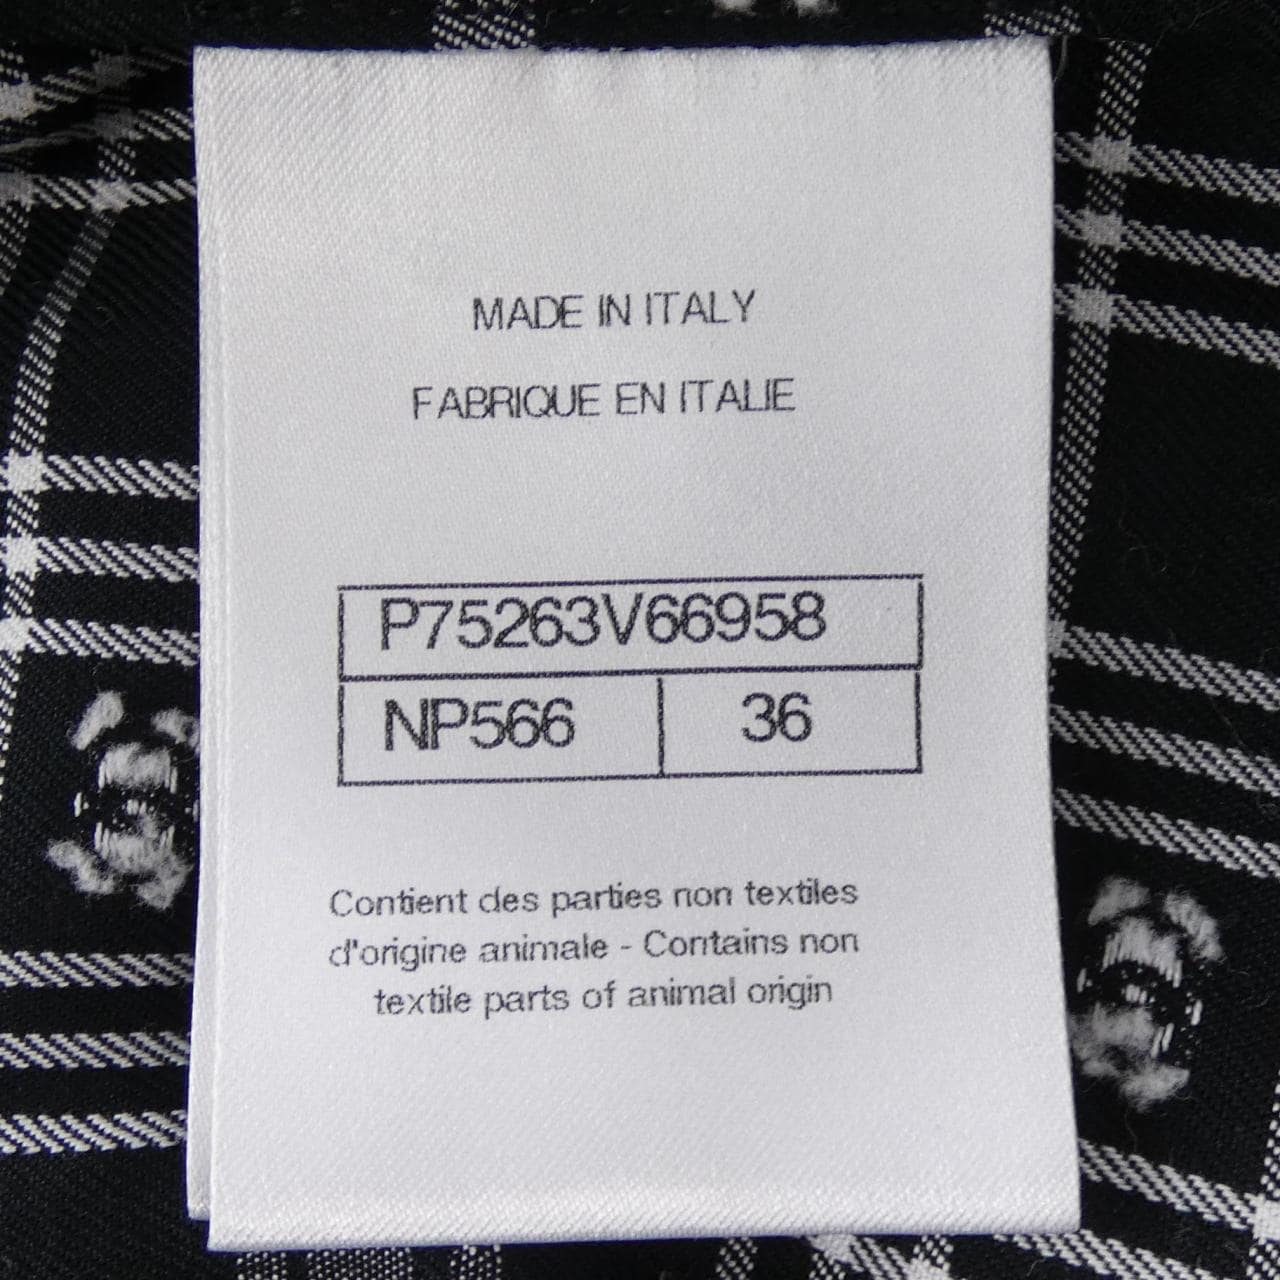 MADE IN ITALY
FABRIQUE EN ITALIE
P75263V66958
NP566 36
Contient des parties non textiles
d'origine animale - Contains non
textile parts of animal origin